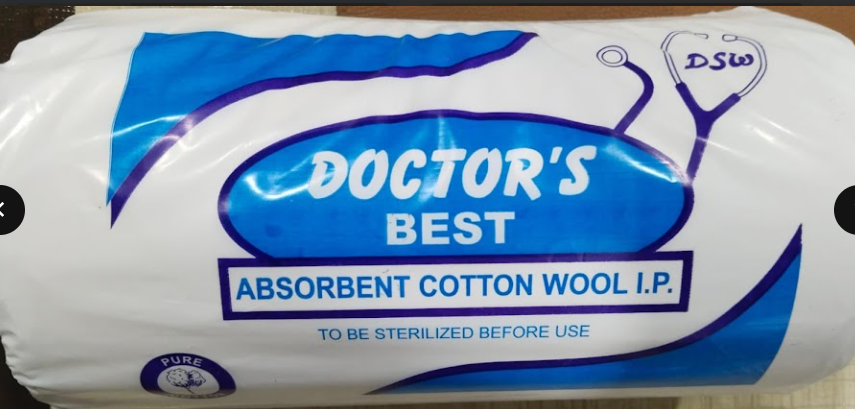 DSW
DOCTOR'S
BEST
ABSORBENT COTTON WOOL I.P.
TO BE STERILIZED BEFORE USE
PURE